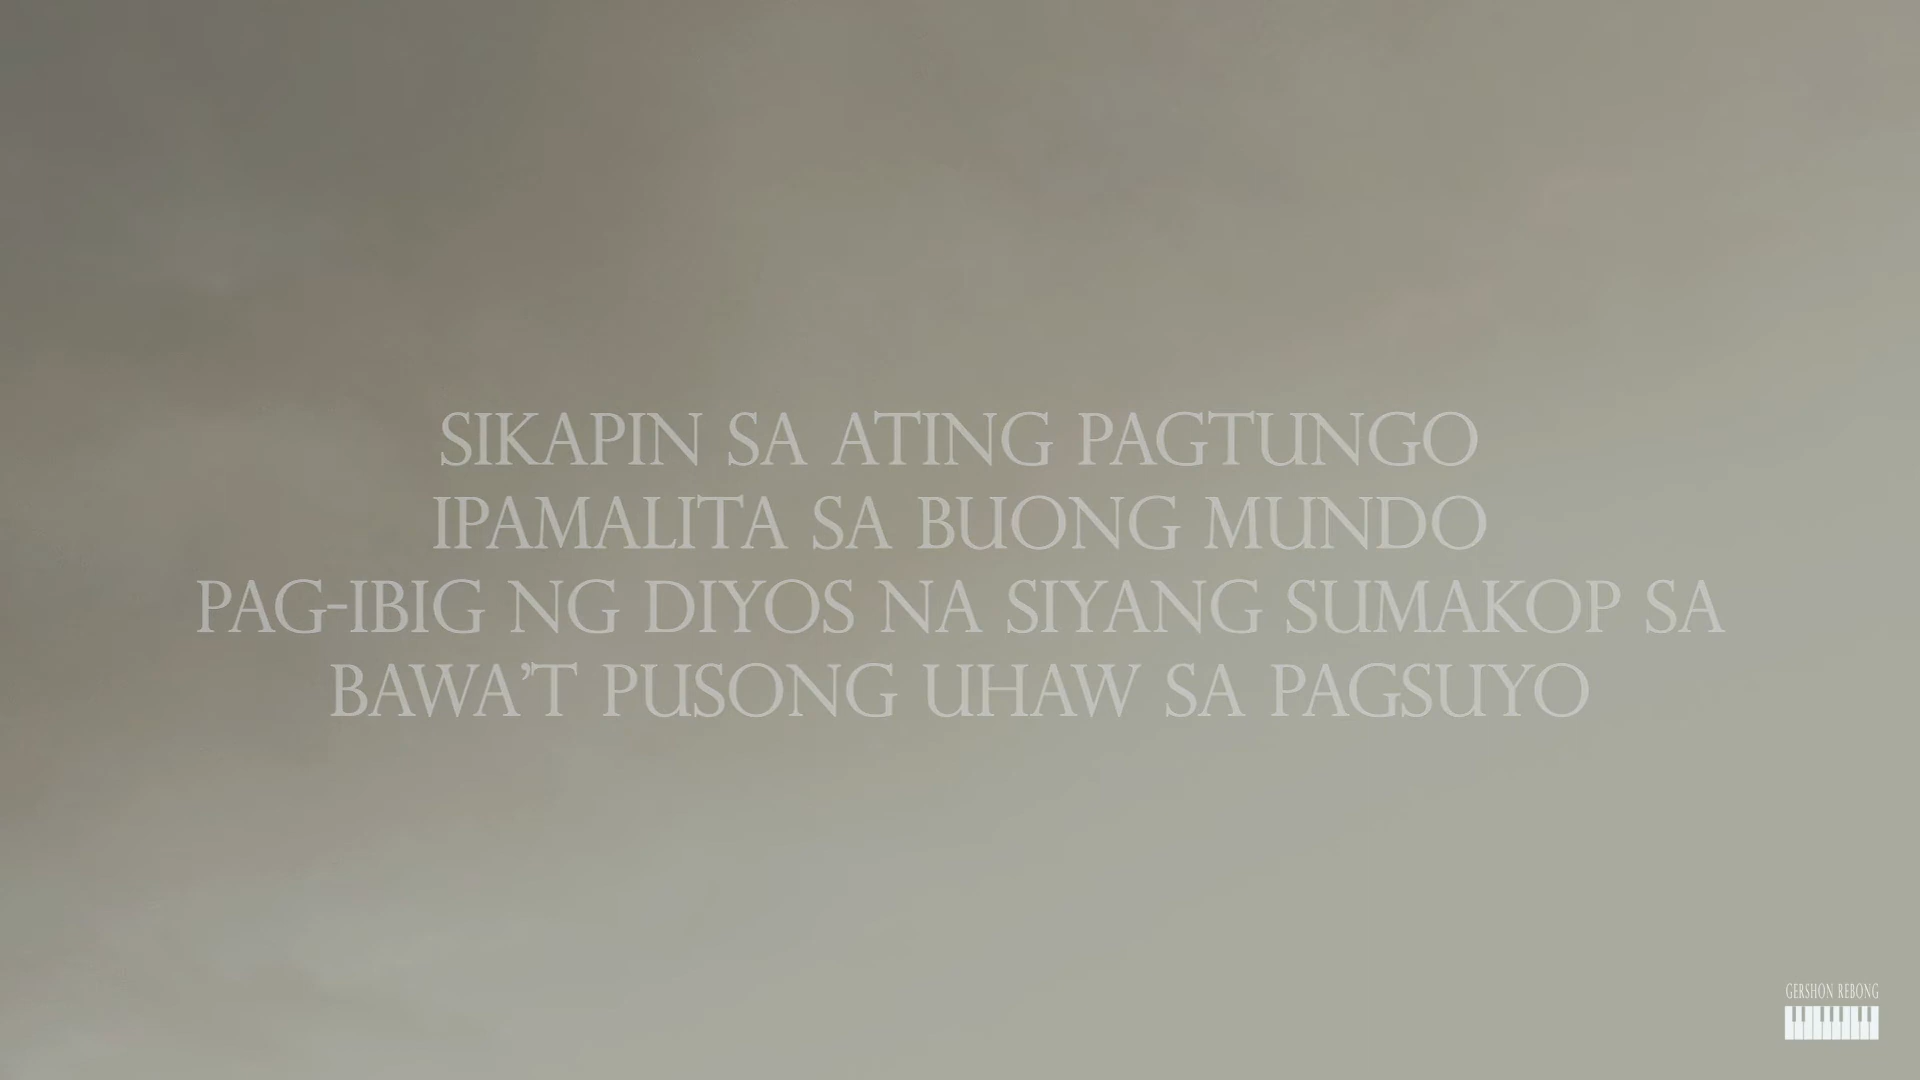 SIKAPIN SA ATING PAGTUNGO
IPAMALITA SA BUONG MUNDO
PAG-IBIG NG DIYOS NA SIYANG SUMAKOP SA
BAWA’T PUSONG UHAW SA PAGSUYO
GERSHON REBONG